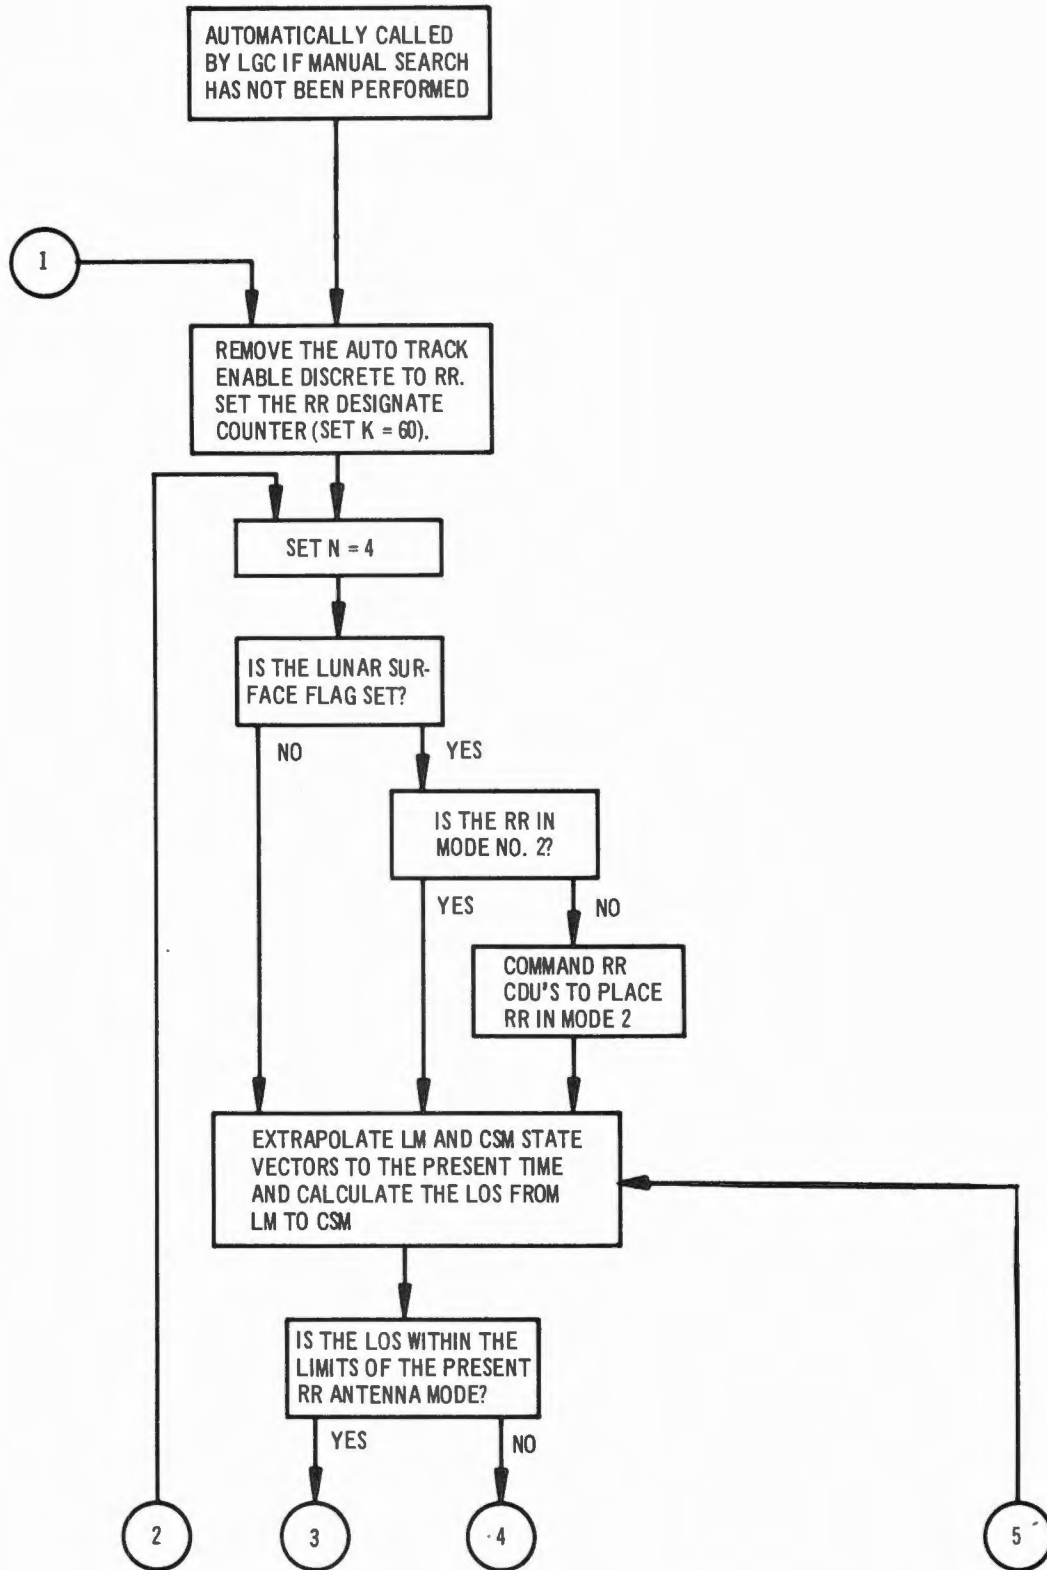 AUTOMATICALLY CALLED
BY LGC IF MANUAL SEARCH
HAS NOT BEEN PERFORMED
1
REMOVE THE AUTO TRACK
ENABLE DISCRETE TO RR.
SET THE RR DESIGNATE
COUNTER (SET K = 60).
SET N = 4
IS THE LUNAR SUR-
FACE FLAG SET?
NO
YES
IS THE RR IN
MODE NO. 2?
YES
NO
COMMAND RR
CDU'S TO PLACE
RR IN MODE 2
EXTRAPOLATE LM AND CSM STATE
VECTORS TO THE PRESENT TIME
AND CALCULATE THE LOS FROM
LM TO CSM
IS THE LOS WITHIN THE
LIMITS OF THE PRESENT
RR ANTENNA MODE?
YES
NO
2
3
4
5